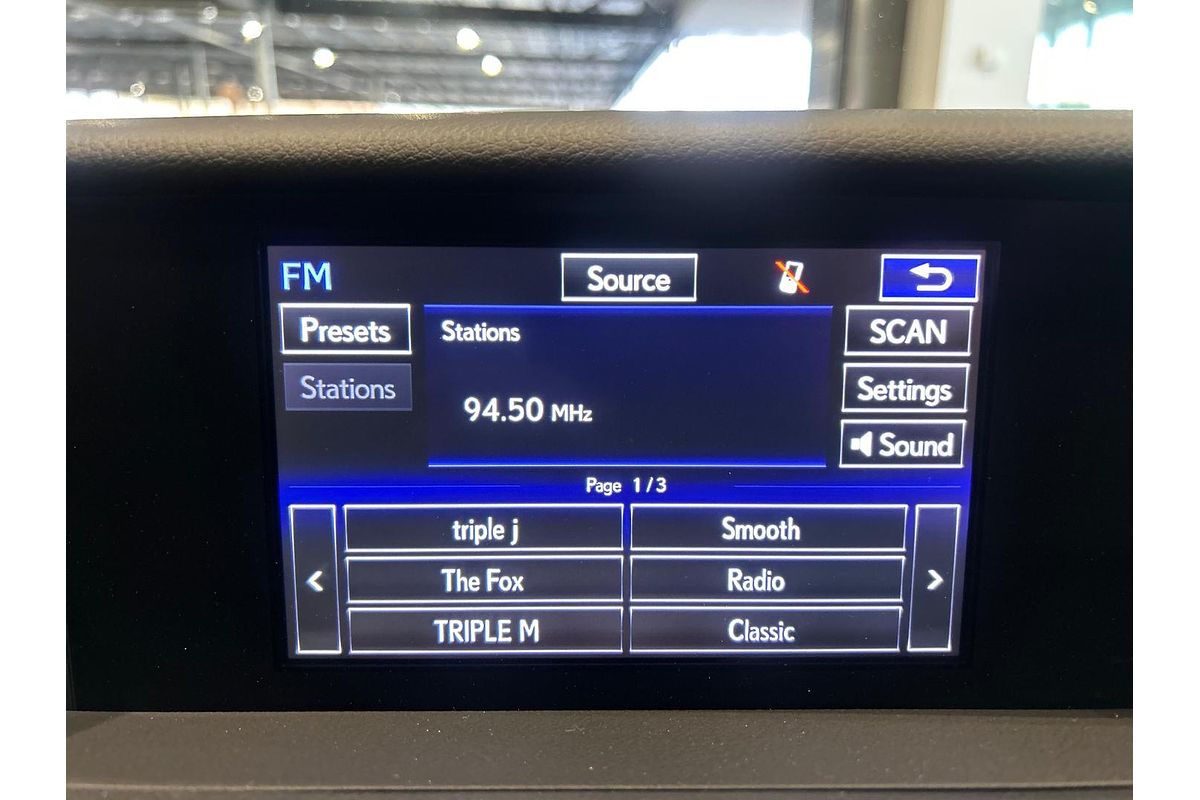 FM
Source
Presets
Stations
SCAN
Stations
94.50 MHz
Settings
Sound
Page 1/3
triple j
Smooth
The Fox
Radio
TRIPLE M
Classic